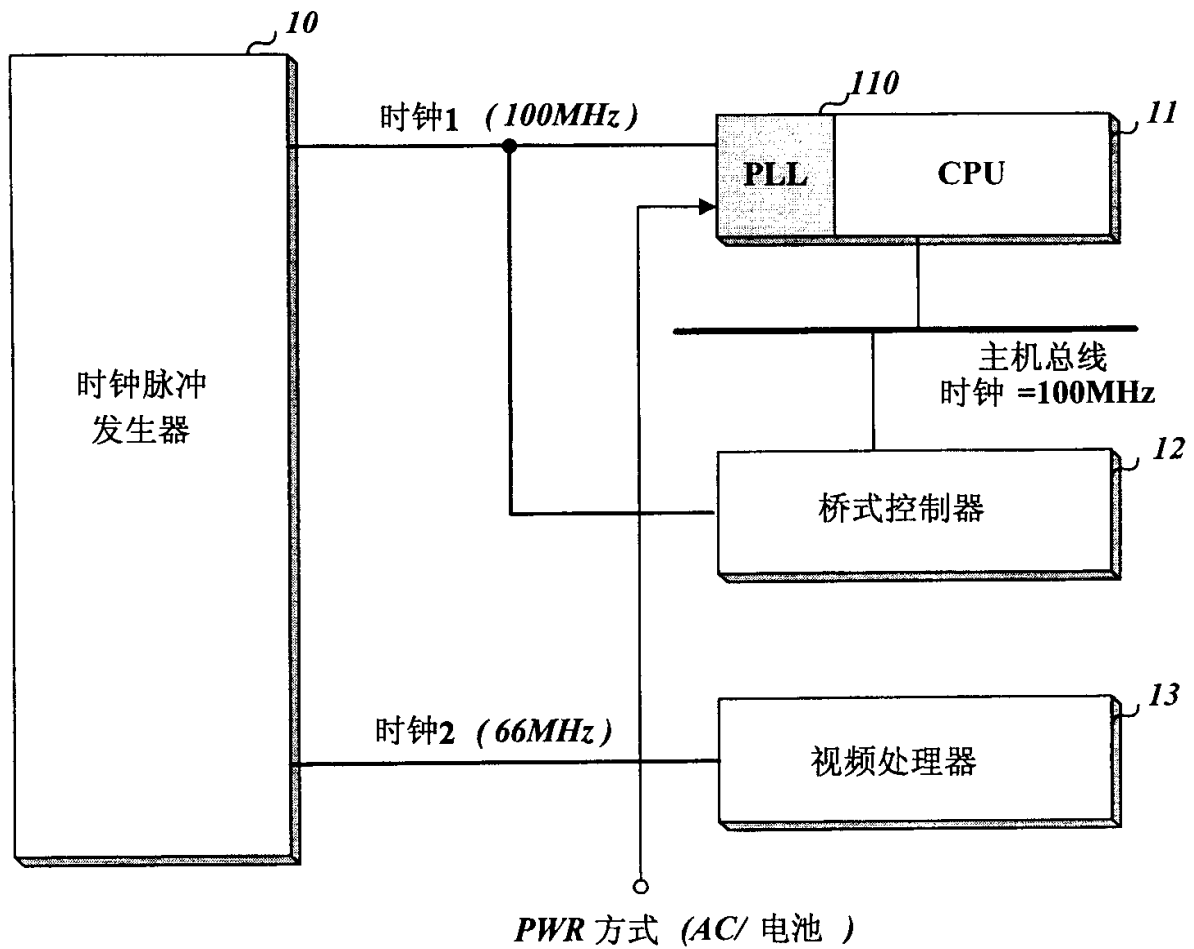 10
时钟1 (100MHz)
110
11
PLL
CPU
主机总线
时钟 =100MHz
时钟脉冲
发生器
12
桥式控制器
13
时钟2 (66MHz)
视频处理器
PWR 方式 (AC/ 电池 )